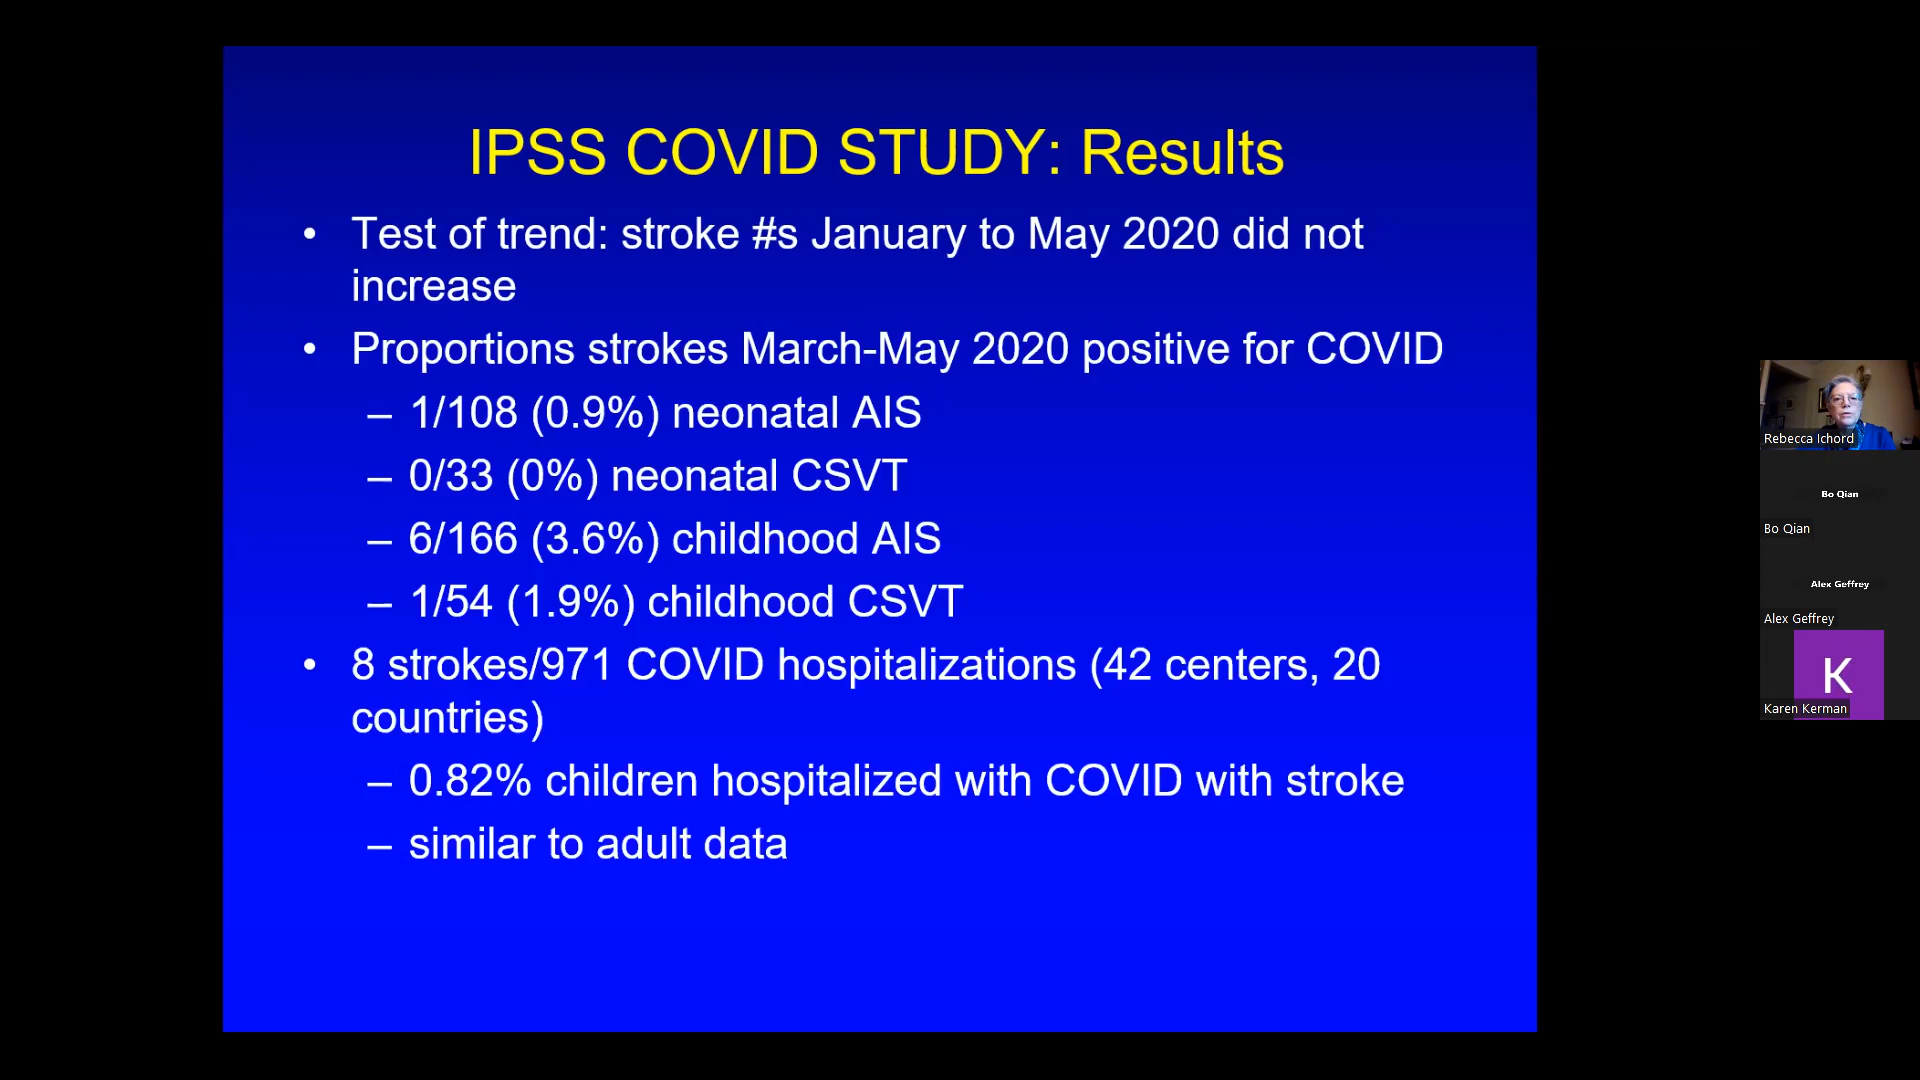 IPSS COVID STUDY: Results
• Test of trend: stroke #s January to May 2020 did not
increase
• Proportions strokes March-May 2020 positive for COVID
– 1/108 (0.9%) neonatal AIS
– 0/33 (0%) neonatal CSVT
– 6/166 (3.6%) childhood AIS
– 1/54 (1.9%) childhood CSVT
• 8 strokes/971 COVID hospitalizations (42 centers, 20
countries)
– 0.82% children hospitalized with COVID with stroke
– similar to adult data
Rebecca Ichord
Bo Qian
Bo Qian
Alex Geffrey
Alex Geffrey
K
Karen Kerman